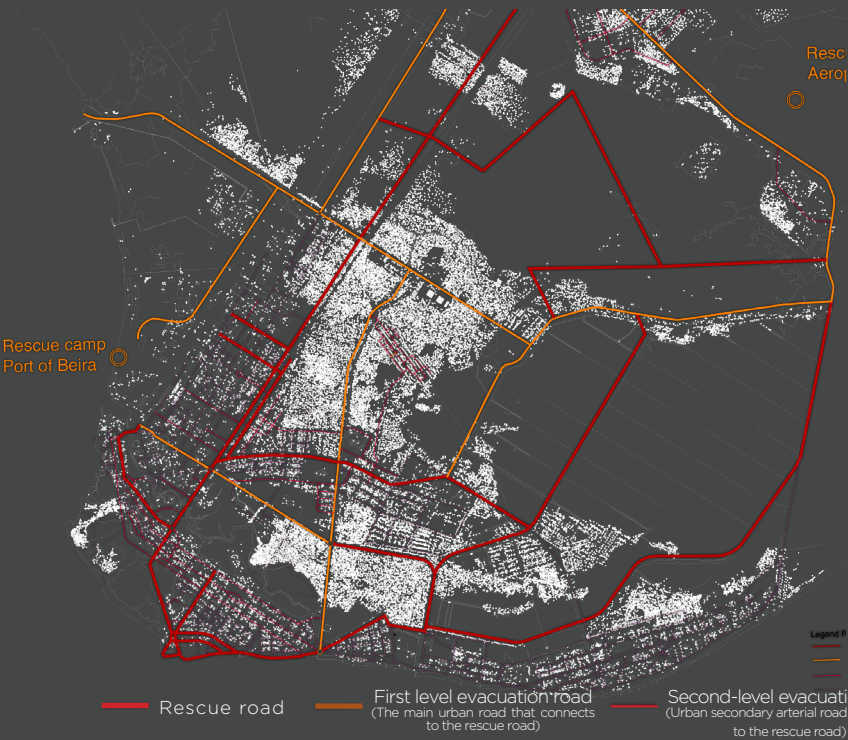 Resc
Aerop
Rescue camp
Port of Beira
Legend R
Rescue road
First level evacuation road
(The main urban road that connects
to the rescue road)
Second-level evacuati
(Urban secondary arterial road
to the rescue road)